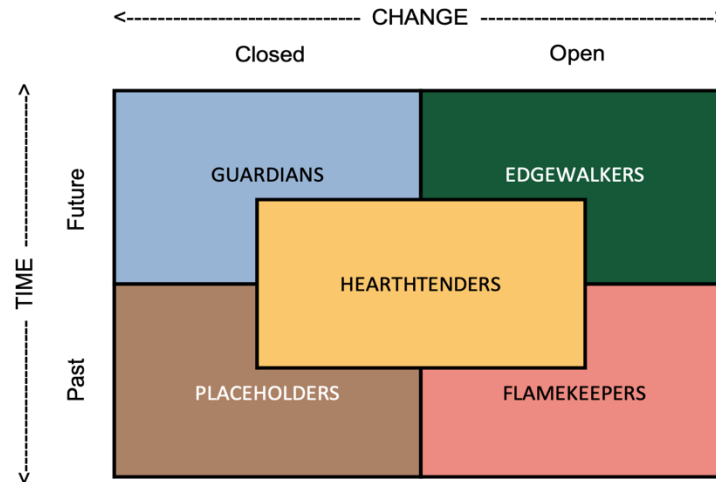 CHANGE
Closed Open
TIME
Future
GUARDIANS EDGEWALKERS
HEARTHTENDERS
Past
PLACEHOLDERS FLAMEKEEPERS